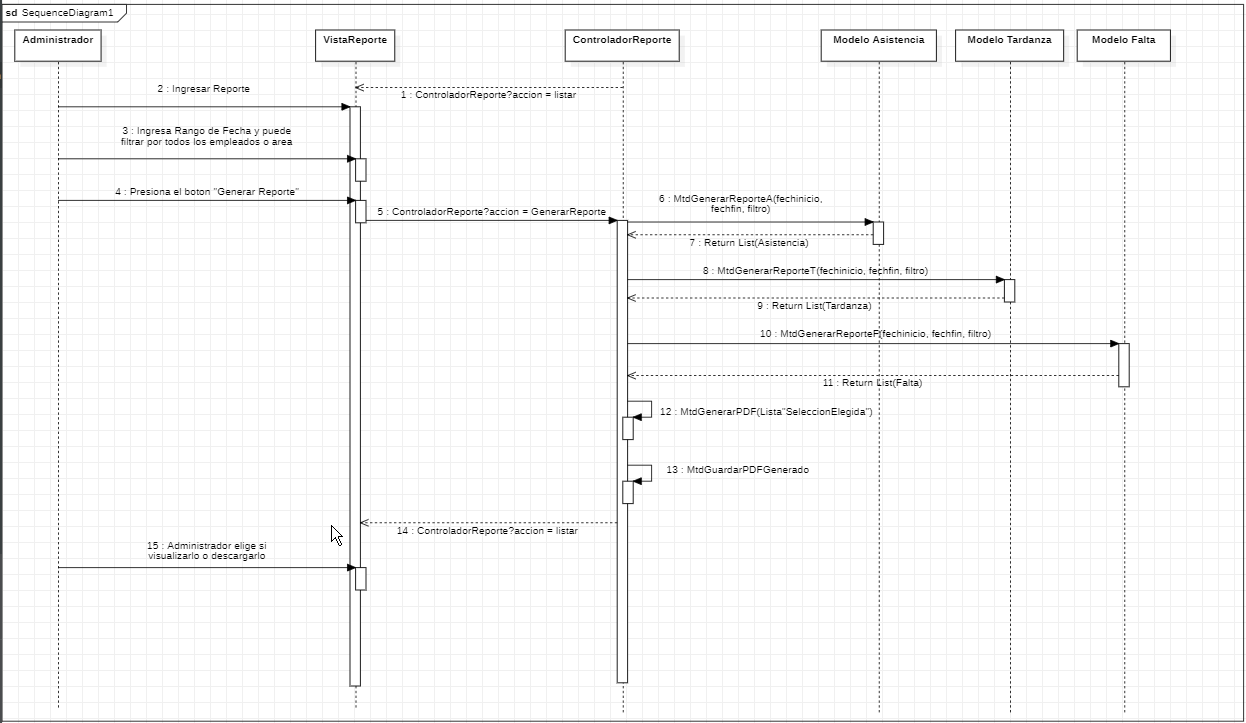 sd SequenceDiagram1
Administrador
VistaReporte
ControladorReporte
Modelo Asistencia
Modelo Tardanza
Modelo Falta
1 : ControladorReporte?accion = listar
2 : Ingresar Reporte
3 : Ingresa Rango de Fecha y puede
filtrar por todos los empleados o area
4 : Presiona el boton "Generar Reporte"
5 : ControladorReporte?accion = GenerarReporte
6 : MtdGenerarReporteA(fechinicio,
fechfin, filtro)
7 : Return List(Asistencia)
8 : MtdGenerarReporteT(fechinicio, fechfin, filtro)
9 : Return List(Tardanza)
10 : MtdGenerarReporteF(fechinicio, fechfin, filtro)
11 : Return List(Falta)
12 : MtdGenerarPDF(Lista"SeleccionElegida")
13 : MtdGuardarPDFGenerado
14 : ControladorReporte?accion = listar
15 : Administrador elige si
visualizarlo o descargarlo